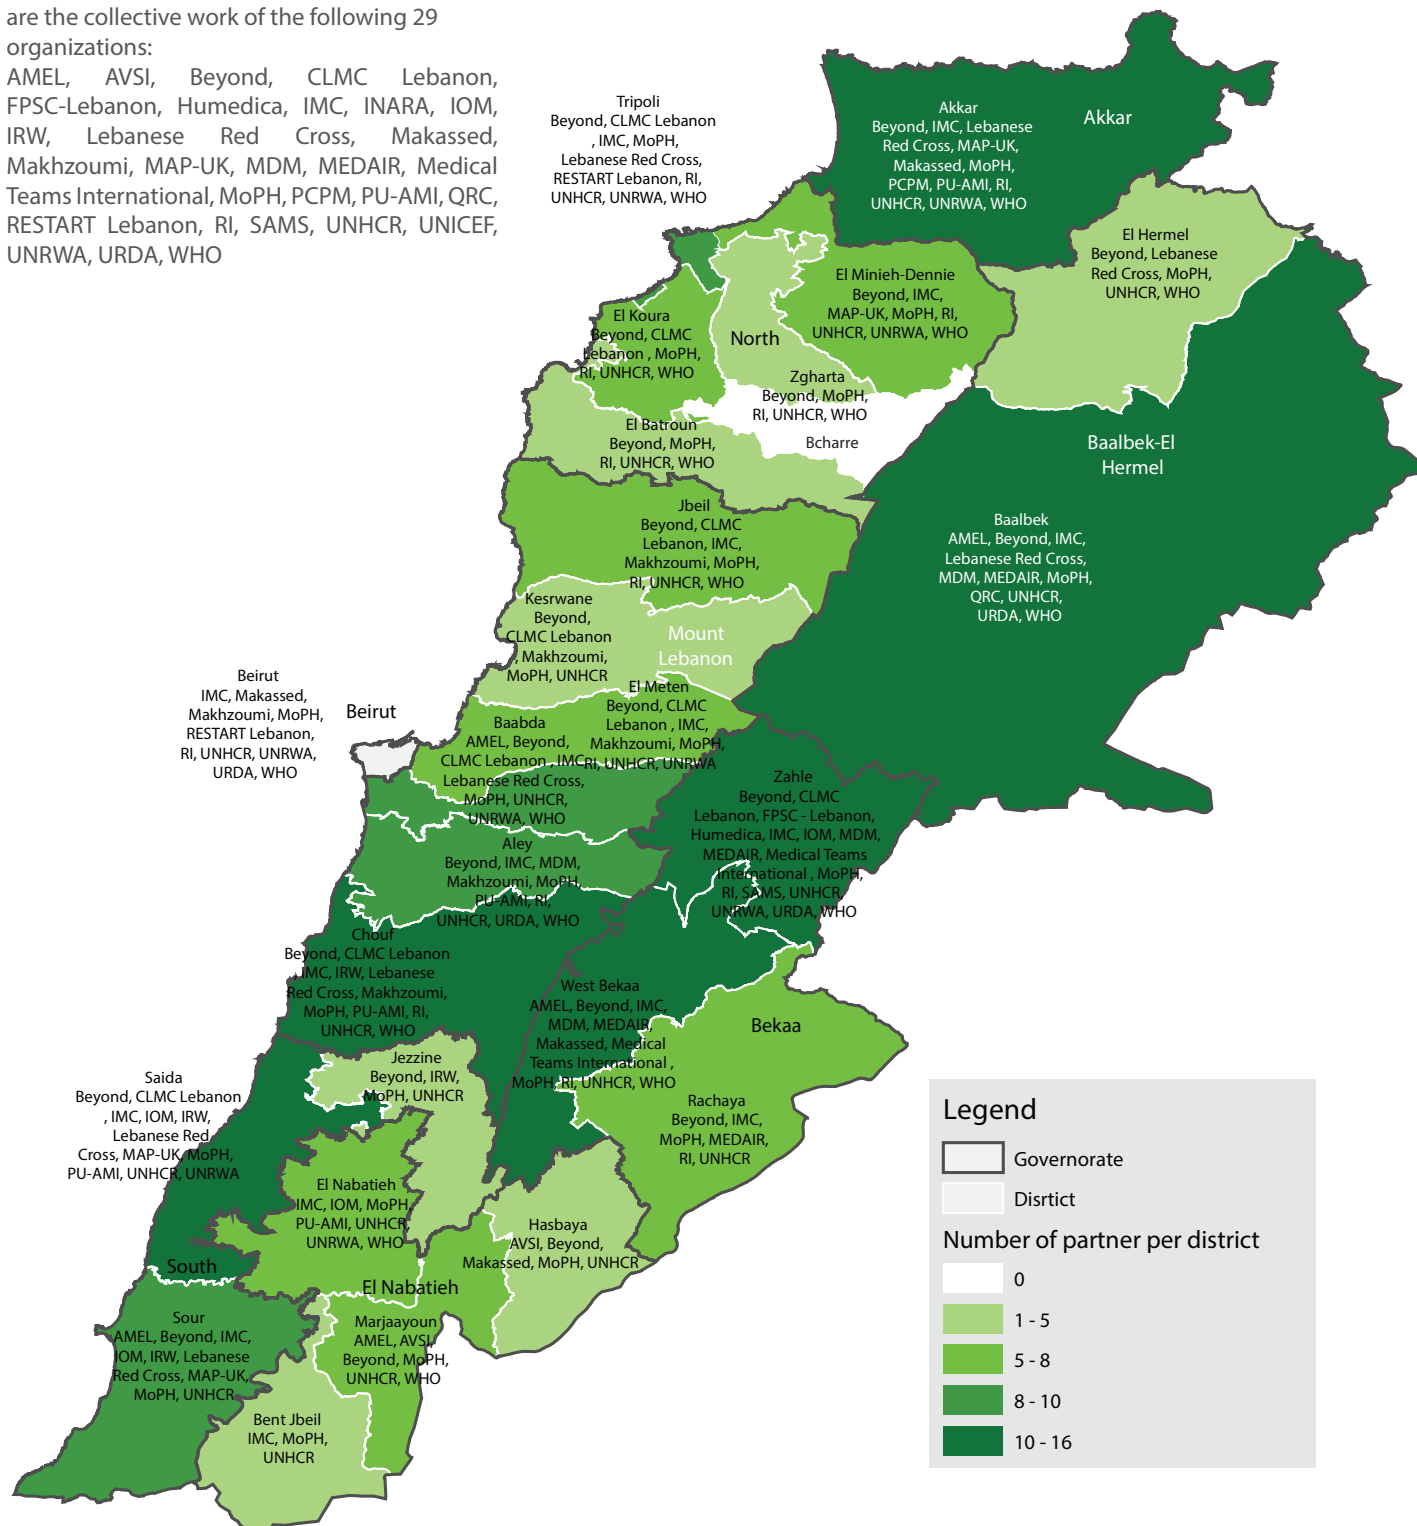 are the collective work of the following 29
organizations:
AMEL, AVSI, Beyond, CLMC Lebanon,
FPSC-Lebanon, Humedica, IMC, INARA, IOM,
IRW, Lebanese Red Cross, Makassed,
Makhzoumi, MAP-UK, MDM, MEDAIR, Medical
Teams International, MoPH, PCPM, PU-AMI, QRC,
RESTART Lebanon, RI, SAMS, UNHCR, UNICEF,
UNRWA, URDA, WHO
Tripoli
Beyond, CLMC Lebanon
, IMC, MoPH,
Lebanese Red Cross,
RESTART Lebanon, RI,
UNHCR, UNRWA, WHO
Akkar
Beyond, IMC, Lebanese
Red Cross, MAP-UK,
Makassed, MoPH,
PCPM, PU-AMI, RI,
UNHCR, UNRWA, WHO
Akkar
El Hermel
Beyond, Lebanese
Red Cross, MoPH,
UNHCR, WHO
El Minieh-Dennie
Beyond, IMC,
MAP-UK, MoPH, RI,
UNHCR, UNRWA, WHO
El Koura
Beyond, CLMC
Lebanon , MoPH,
RI, UNHCR, WHO
North
Zgharta
Beyond, MoPH,
RI, UNHCR, WHO
El Batroun
Beyond, MoPH,
RI, UNHCR, WHO
Bcharre
Baalbek-El
Hermel
Baalbek
AMEL, Beyond, IMC,
Lebanese Red Cross,
MDM, MEDAIR, MoPH,
QRC, UNHCR,
URDA, WHO
Jbeil
Beyond, CLMC
Lebanon, IMC,
Makhzoumi, MoPH,
RI, UNHCR, WHO
Kesrwane
Beyond,
CLMC Lebanon
, Makhzoumi,
MoPH, UNHCR
Mount
Lebanon
Beirut
IMC, Makassed,
Makhzoumi, MoPH,
RESTART Lebanon,
RI, UNHCR, UNRWA,
URDA, WHO
Beirut
El Meten
Beyond, CLMC
Lebanon , IMC,
Makhzoumi, MoPH,
RI, UNHCR, UNRWA
Baabda
AMEL, Beyond,
CLMC Lebanon , IMC,
Lebanese Red Cross,
MoPH, UNHCR,
UNRWA, WHO
Zahle
Beyond, CLMC
Lebanon, FPSC - Lebanon,
Humedica, IMC, IOM, MDM,
MEDAIR, Medical Teams
International , MoPH,
RI, SAMS, UNHCR,
UNRWA, URDA, WHO
Aley
Beyond, IMC, MDM,
Makhzoumi, MoPH,
PU-AMI, RI,
UNHCR, URDA, WHO
Chouf
Beyond, CLMC Lebanon
, IMC, IRW, Lebanese
Red Cross, Makhzoumi,
MoPH, PU-AMI, RI,
UNHCR, WHO
West Bekaa
AMEL, Beyond, IMC,
MDM, MEDAIR,
Makassed, Medical
Teams International ,
MoPH, RI, UNHCR, WHO
Bekaa
Jezzine
Beyond, IRW,
MoPH, UNHCR
Saida
Beyond, CLMC Lebanon
, IMC, IOM, IRW,
Lebanese Red
Cross, MAP-UK, MoPH,
PU-AMI, UNHCR, UNRWA
Rachaya
Beyond, IMC,
MoPH, MEDAIR,
RI, UNHCR
El Nabatieh
IMC, IOM, MoPH,
PU-AMI, UNHCR,
UNRWA, WHO
Hasbaya
AVSI, Beyond,
Makassed, MoPH, UNHCR
South
El Nabatieh
Sour
AMEL, Beyond, IMC,
IOM, IRW, Lebanese
Red Cross, MAP-UK,
MoPH, UNHCR
Marjaayoun
AMEL, AVSI,
Beyond, MoPH,
UNHCR, WHO
Bent Jbeil
IMC, MoPH,
UNHCR
Legend
Governorate
Disrtict
Number of partner per district
0
1 - 5
5 - 8
8 - 10
10 - 16